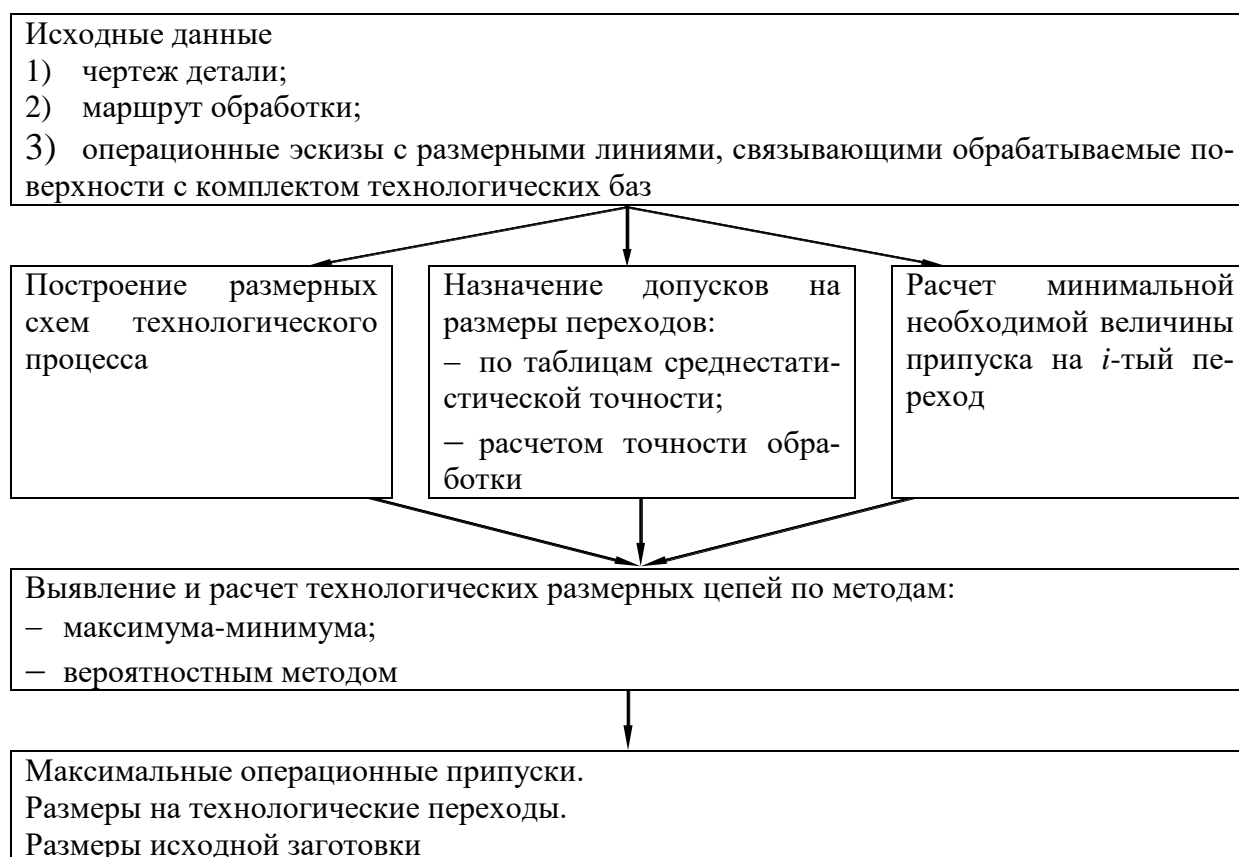 Исходные данные
1) чертеж детали;
2) маршрут обработки;
3) операционные эскизы с размерными линиями, связывающими обрабатываемые по-
верхности с комплектом технологических баз
Построение размерных
схем технологического
процесса
Назначение допусков на
размеры переходов:
– по таблицам среднестати-
стической точности;
– расчетом точности обра-
ботки
Расчет минимальной
необходимой величины
припуска на i-тый пе-
реход
Выявление и расчет технологических размерных цепей по методам:
– максимума-минимума;
– вероятностным методом
Максимальные операционные припуски.
Размеры на технологические переходы.
Размеры исходной заготовки